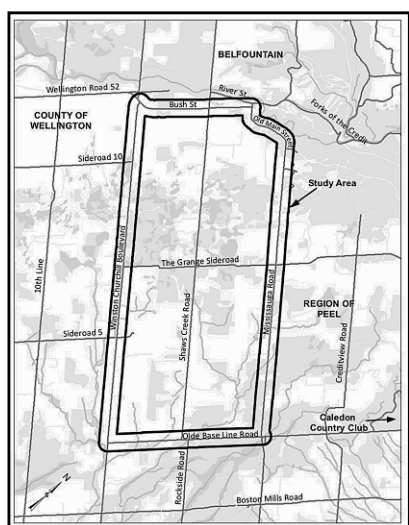 BELFOUNTAIN
Wellington Road 52
River St
Bush St
Forks of the Credit
COUNTY OF
WELLINGTON
Old Main Street
Sideroad 10
Study Area
10th Line
Winston Churchill Boulevard
The Grange Sideroad
Shaws Creek Road
Mississauga Road
REGION OF
PEEL
Sideroad 5
Creditview Road
Caledon
Country Club
Olde Base Line Road
Rockside Road
Boston Mills Road
N